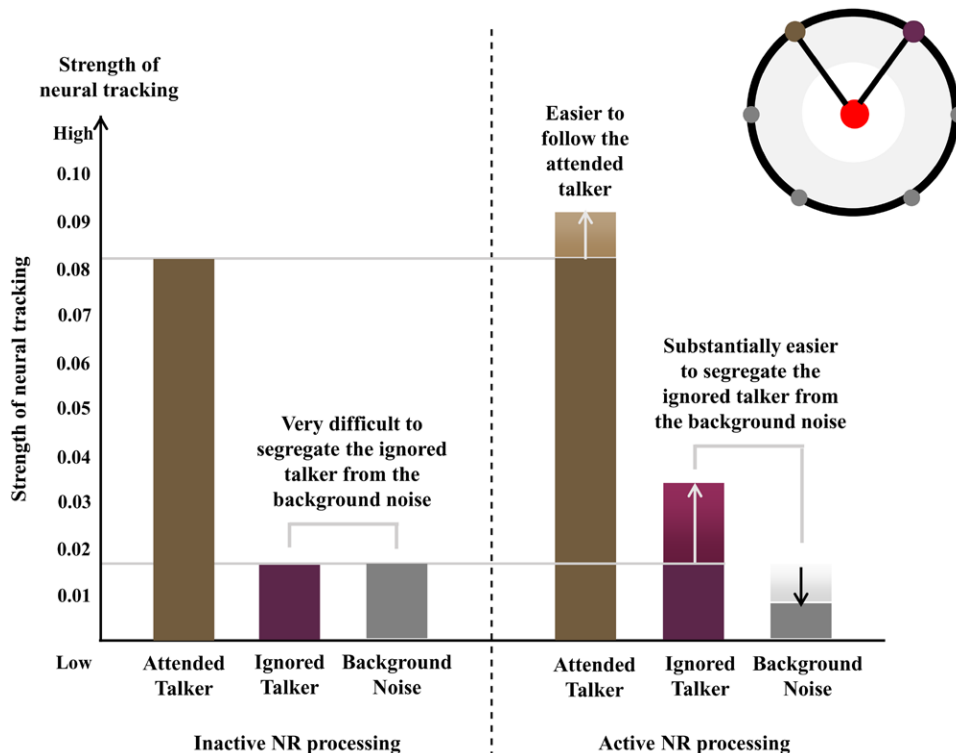 Strength of
neural tracking
High
0.10
0.09
0.08
0.07
0.06
0.05
0.04
0.03
0.02
0.01
Low
Strength of neural tracking
Very difficult to
segregate the ignored
talker from the
background noise
Easier to
follow the
attended
talker
Substantially easier
to segregate the
ignored talker from
the background noise
Attended
Talker
Ignored
Talker
Background
Noise
Attended
Talker
Ignored
Talker
Background
Noise
Inactive NR processing
Active NR processing